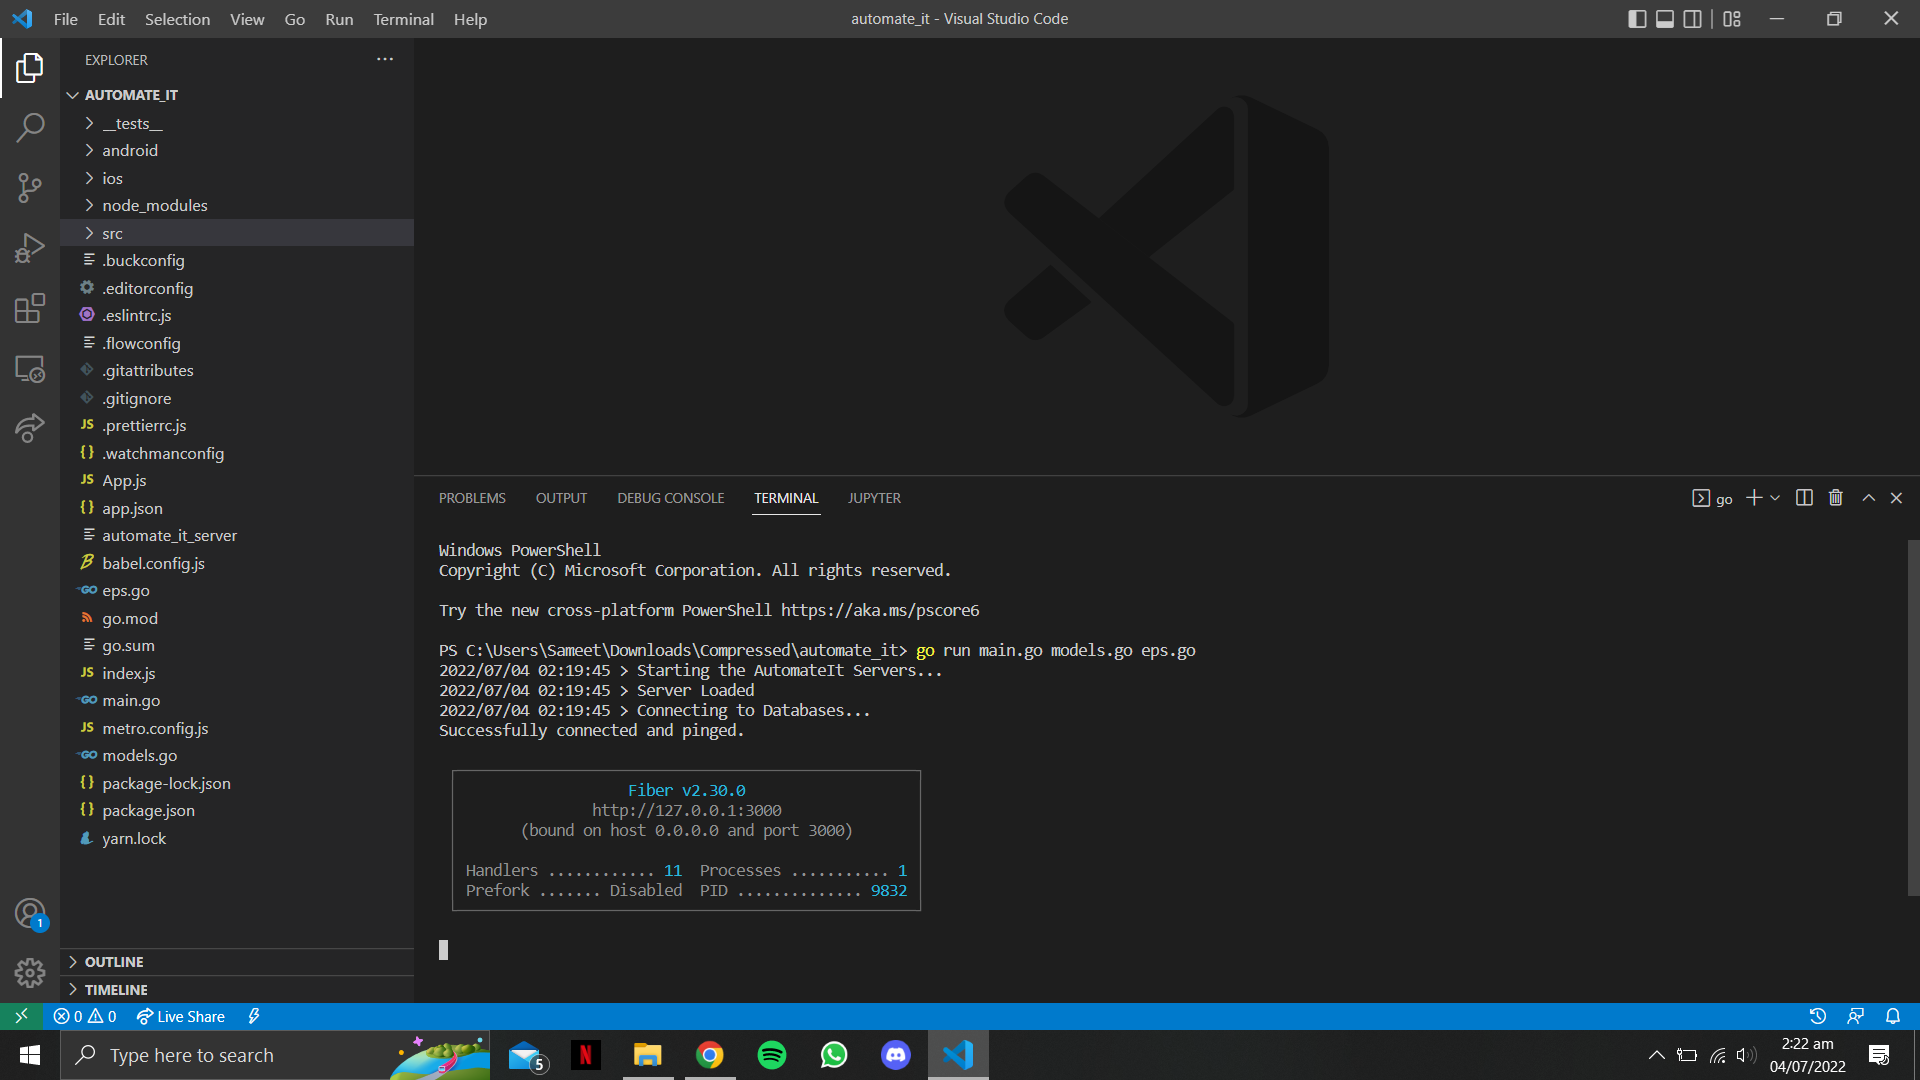 File Edit Selection View Go Run Terminal Help
automate_it - Visual Studio Code
EXPLORER
AUTOMATE_IT
__tests__
android
ios
node_modules
src
.buckconfig
.editorconfig
.eslintrc.js
.flowconfig
.gitattributes
.gitignore
JS .prettierrc.js
{} .watchmanconfig
JS App.js
{} app.json
automate_it_server
babel.config.js
GO eps.go
go.mod
go.sum
JS index.js
GO main.go
JS metro.config.js
GO models.go
{} package-lock.json
{} package.json
yarn.lock
1
OUTLINE
TIMELINE
PROBLEMS OUTPUT DEBUG CONSOLE TERMINAL JUPYTER
go
Windows PowerShell
Copyright (C) Microsoft Corporation. All rights reserved.
Try the new cross-platform PowerShell https://aka.ms/pscore6
PS C:\Users\Sameet\Downloads\Compressed\automate_it> go run main.go models.go eps.go
2022/07/04 02:19:45 > Starting the AutomateIt Servers...
2022/07/04 02:19:45 > Server Loaded
2022/07/04 02:19:45 > Connecting to Databases...
Successfully connected and pinged.
Fiber v2.30.0
http://127.0.0.1:3000
(bound on host 0.0.0.0 and port 3000)
Handlers ............ 11 Processes ........... 1
Prefork ....... Disabled PID .............. 9832
0 0 Live Share
Type here to search
5
N
2:22 am
04/07/2022